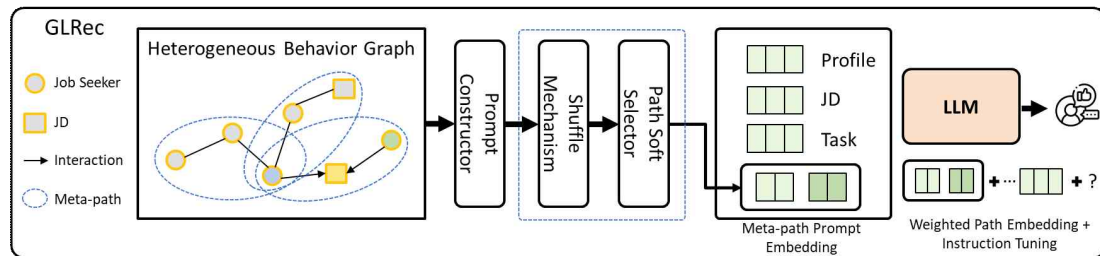 GLRec
Job Seeker
JD
Interaction
Meta-path
Heterogeneous Behavior Graph
Prompt
Constructor
Shuffle
Mechanism
Path Soft
Selector
Profile
JD
Task
Meta-path Prompt
Embedding
LLM
+ ... + ?
Weighted Path Embedding +
Instruction Tuning